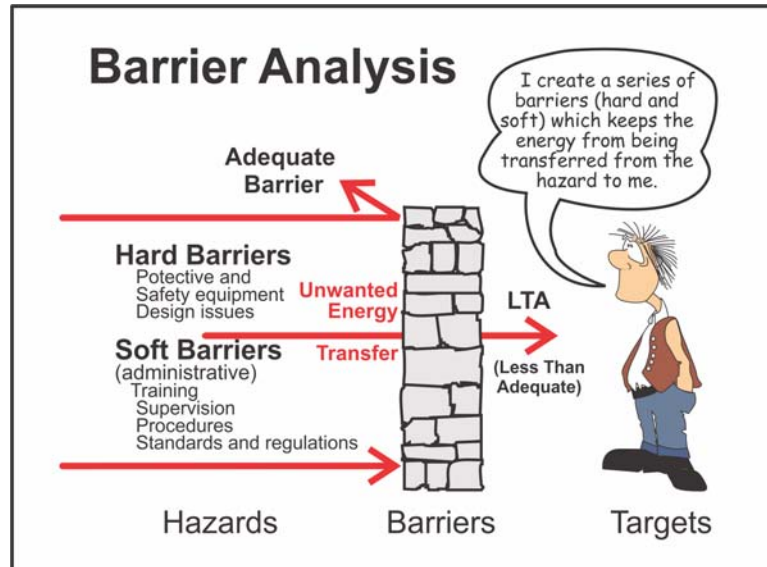 Barrier Analysis
I create a series of
barriers (hard and
soft) which keeps the
energy from being
transferred from the
hazard to me.
Adequate
Barrier
Hard Barriers
Potective and
Safety equipment
Design issues
Unwanted
Energy
Transfer
LTA
(Less Than
Adequate)
Soft Barriers
(administrative)
Training
Supervision
Procedures
Standards and regulations
Hazards
Barriers
Targets